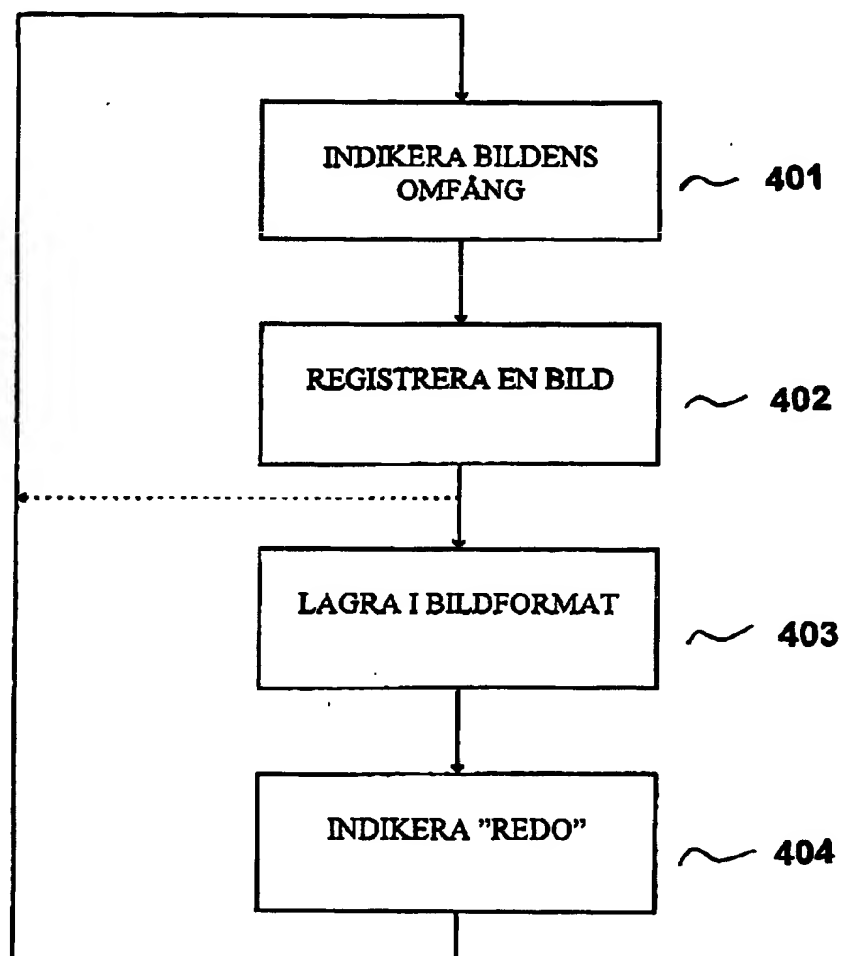 INDIKERA BILDENS
OMFÅNG
401
REGISTRERA EN BILD
402
LAGRA I BILDFORMAT
403
INDIKERA ”REDO”
404